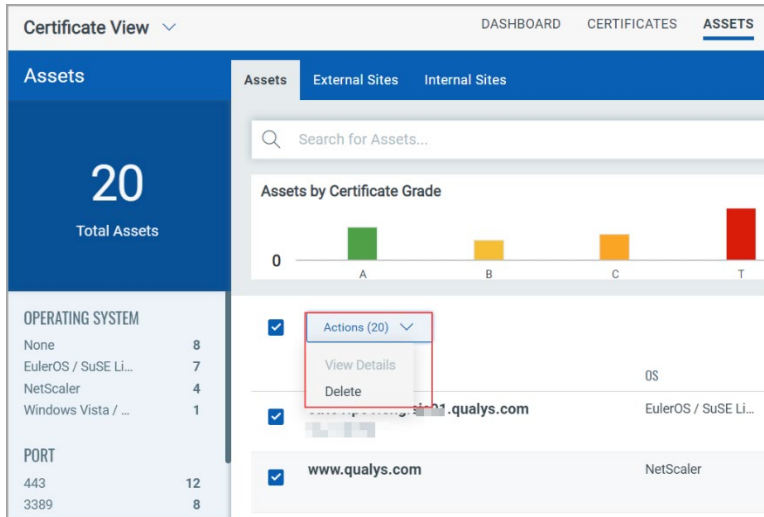 Certificate View
DASHBOARD CERTIFICATES ASSETS
Assets
Assets External Sites Internal Sites
Search for Assets...
20
Total Assets
Assets by Certificate Grade
0
A B C T
OPERATING SYSTEM
None 8
EulerOS / SuSE Li... 7
NetScaler 4
Windows Vista / ... 1
PORT
443 12
3389 8
Actions (20)
View Details
Delete
OS
.qualys.com EulerOS / SuSE Li...
www.qualys.com NetScaler